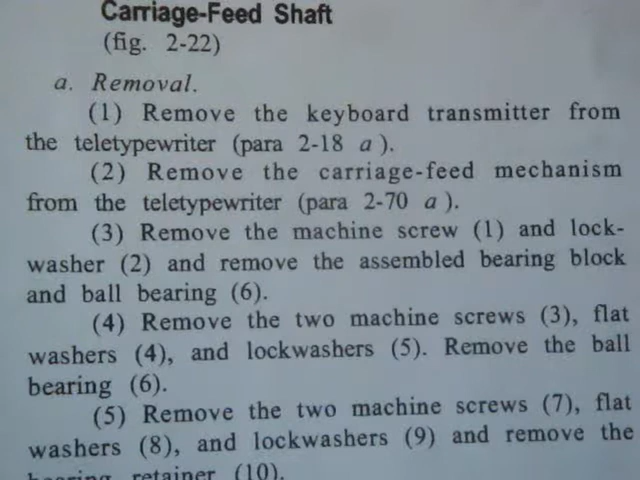 Carriage-Feed Shaft
(fig. 2-22)
a. Removal.
(1) Remove the keyboard transmitter from
the teletypewriter (para 2-18 a ).
(2) Remove the carriage-feed mechanism
from the teletypewriter (para 2-70 a ).
(3) Remove the machine screw (1) and lock-
washer (2) and remove the assembled bearing block
and ball bearing (6).
(4) Remove the two machine screws (3), flat
washers (4), and lockwashers (5). Remove the ball
bearing (6).
(5) Remove the two machine screws (7), flat
washers (8), and lockwashers (9) and remove the
bearing retainer (10).